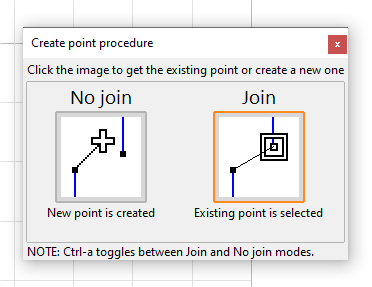 Create point procedure
x
Click the image to get the existing point or create a new one
No join
Join
New point is created
Existing point is selected
NOTE: Ctrl-a toggles between Join and No join modes.